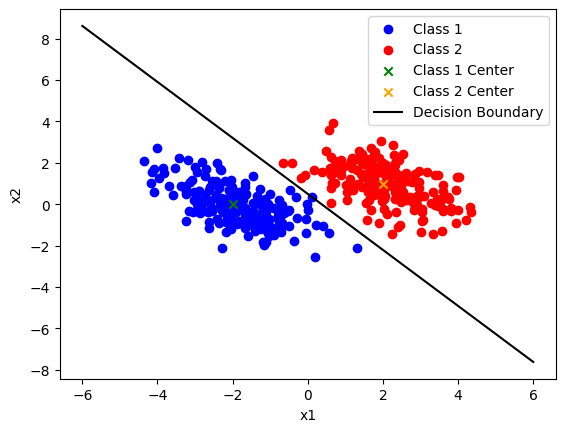 Class 1
Class 2
Class 1 Center
Class 2 Center
Decision Boundary
8
6
4
2
0
−2
−4
−6
−8
x2
−6
−4
−2
0
2
4
6
x1